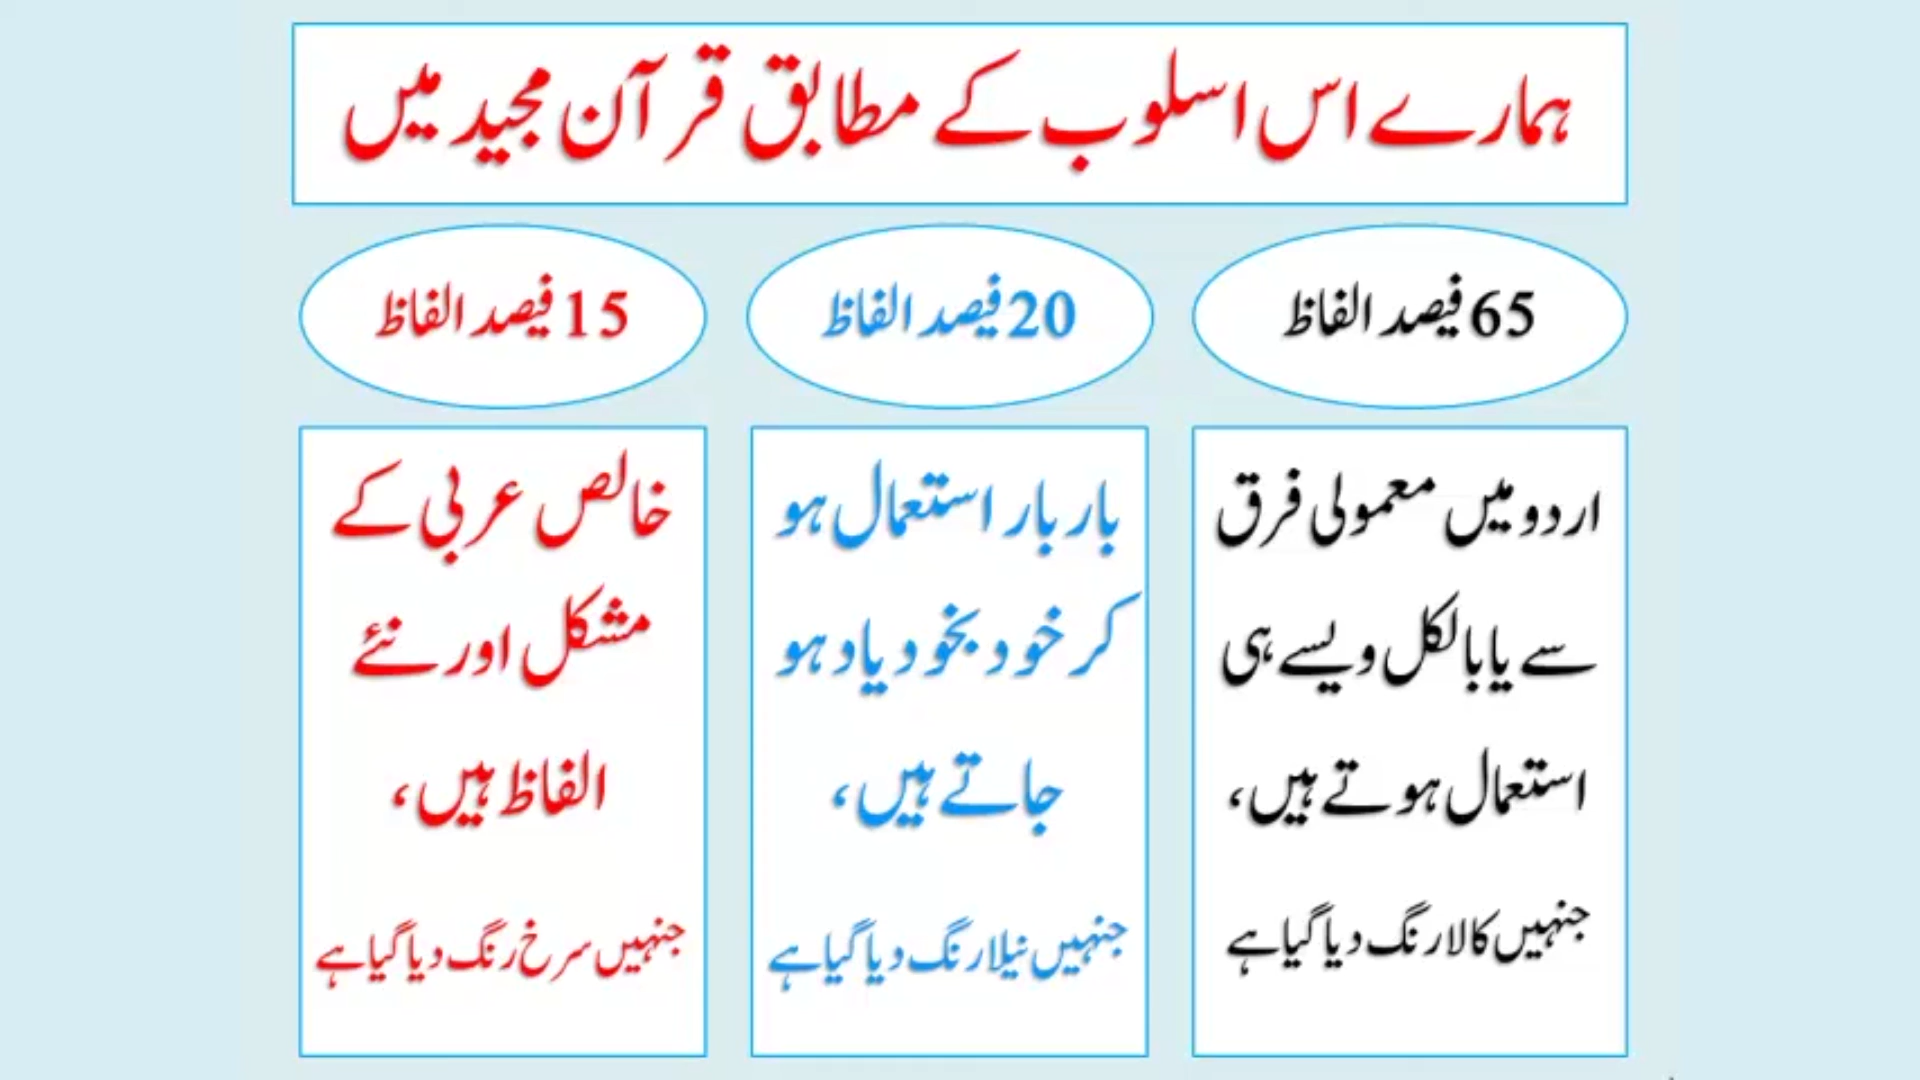 ہمارے اس اسلوب کے مطابق قرآن مجید میں
65 فیصد الفاظ
اردو میں معمولی فرق
سے یا بالکل ویسے ہی
استعمال ہوتے ہیں،
جنہیں کالا رنگ دیا گیا ہے
20 فیصد الفاظ
بار بار استعمال ہو
کر خود بخود یاد ہو
جاتے ہیں،
جنہیں نیلا رنگ دیا گیا ہے
15 فیصد الفاظ
خالص عربی کے
مشکل اور نئے
الفاظ ہیں،
جنہیں سرخ رنگ دیا گیا ہے